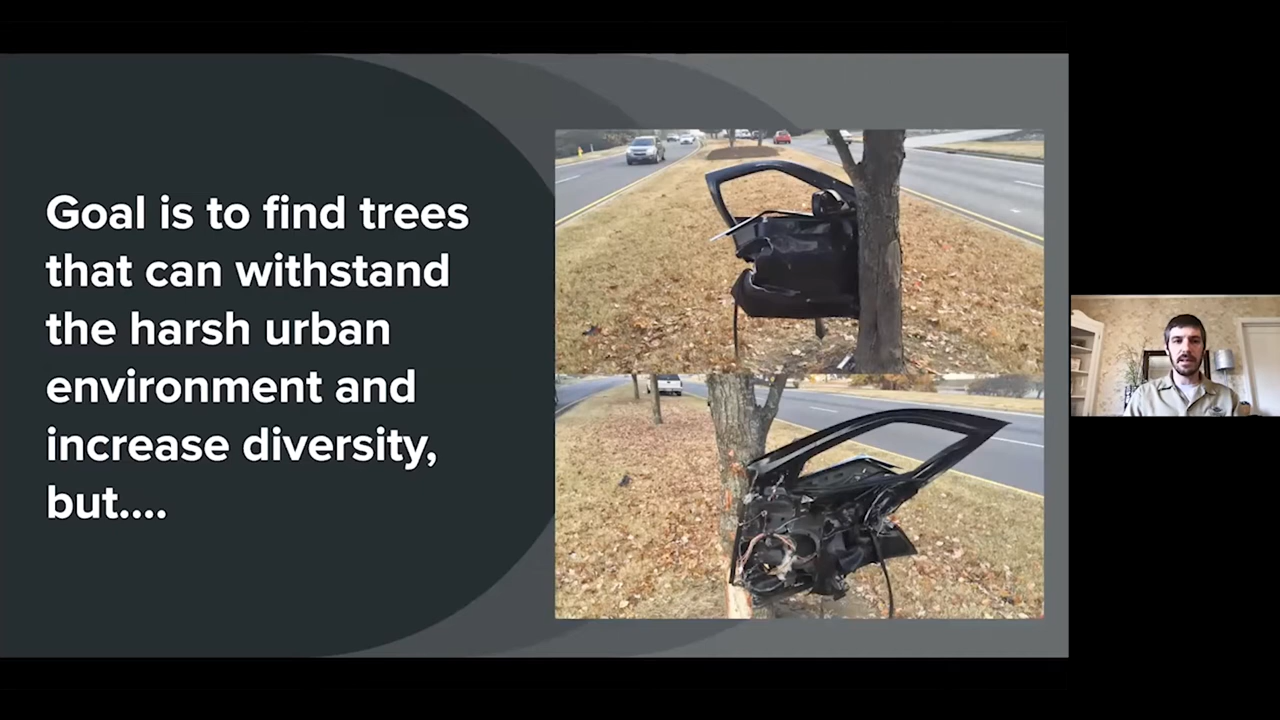 Goal is to find trees
that can withstand
the harsh urban
environment and
increase diversity,
but....